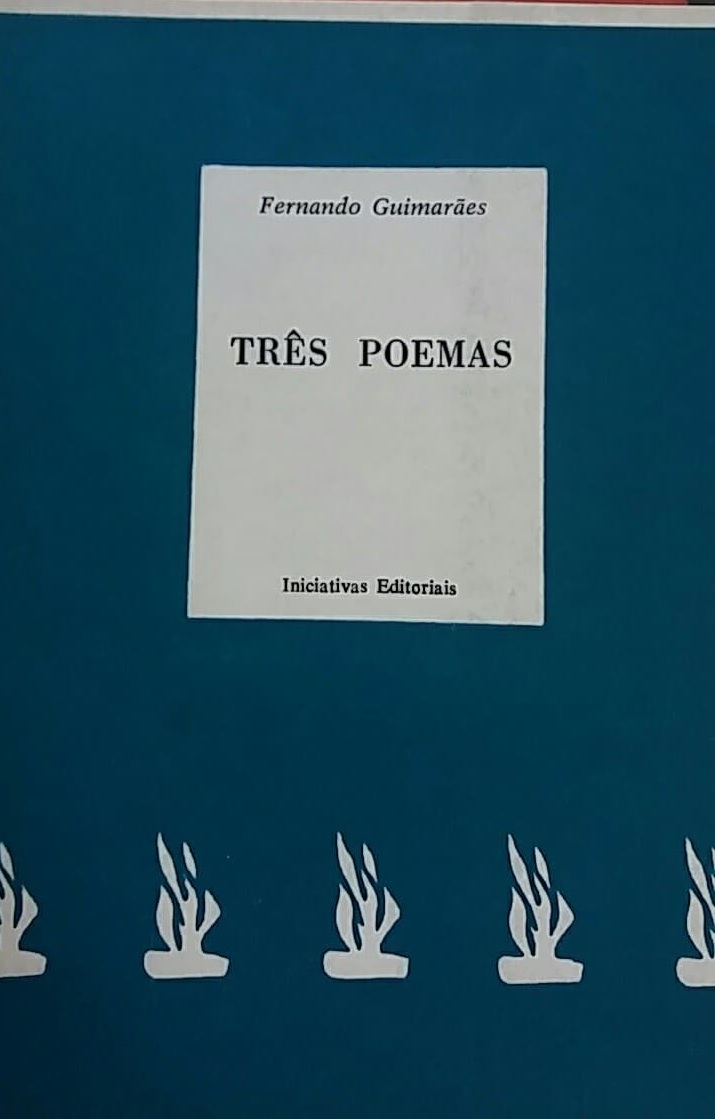 Fernando Guimarães
TRÊS POEMAS
Iniciativas Editoriais